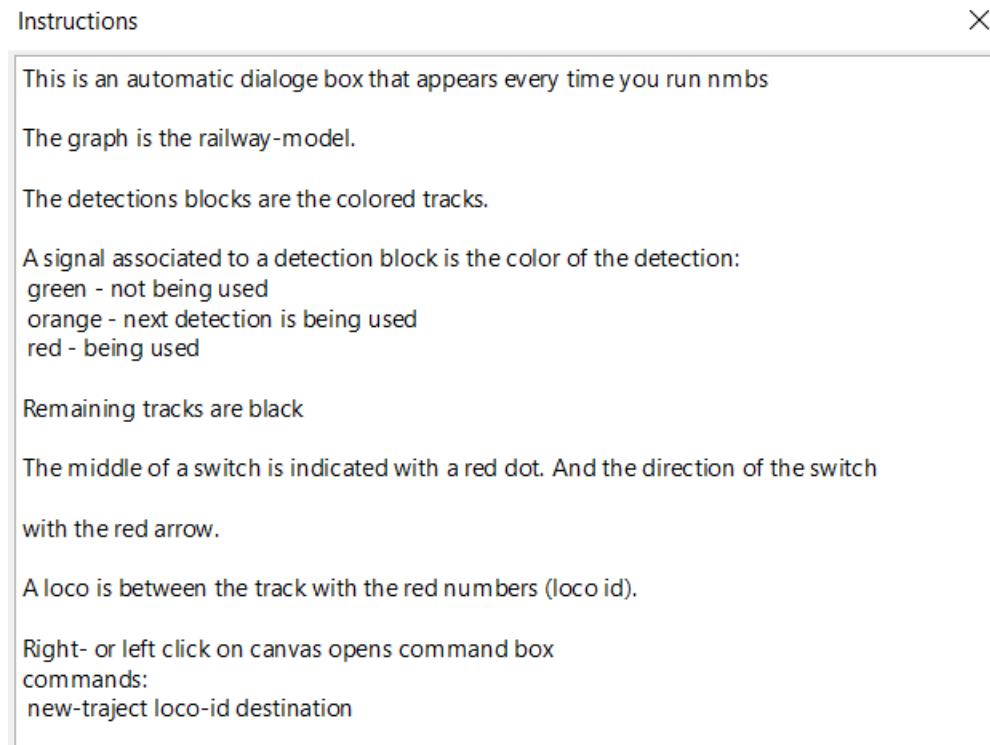 Instructions
This is an automatic dialoge box that appears every time you run nmbs
The graph is the railway-model.
The detections blocks are the colored tracks.
A signal associated to a detection block is the color of the detection:
green - not being used
orange - next detection is being used
red - being used
Remaining tracks are black
The middle of a switch is indicated with a red dot. And the direction of the switch
with the red arrow.
A loco is between the track with the red numbers (loco id).
Right- or left click on canvas opens command box
commands:
new-traject loco-id destination